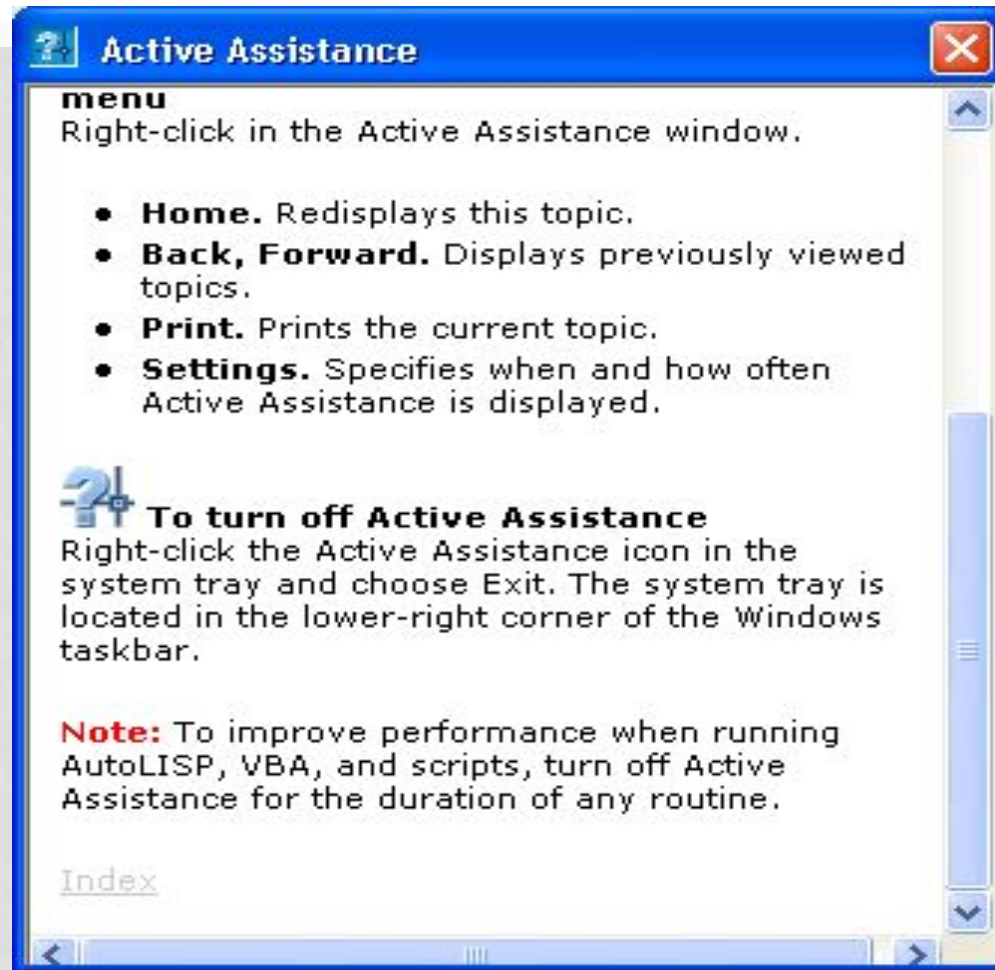 Active Assistance
menu
Right-click in the Active Assistance window.
● Home. Redisplays this topic.
● Back, Forward. Displays previously viewed
topics.
● Print. Prints the current topic.
● Settings. Specifies when and how often
Active Assistance is displayed.
To turn off Active Assistance
Right-click the Active Assistance icon in the
system tray and choose Exit. The system tray is
located in the lower-right corner of the Windows
taskbar.
Note: To improve performance when running
AutoLISP, VBA, and scripts, turn off Active
Assistance for the duration of any routine.
Index